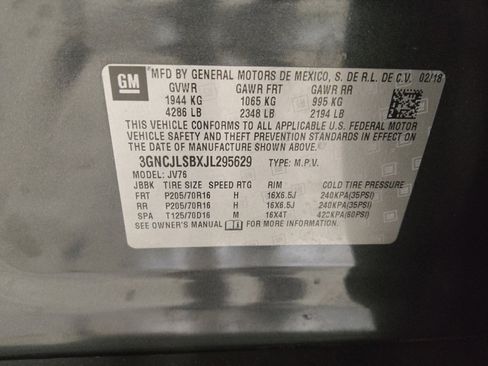 GM MFD BY GENERAL MOTORS DE MEXICO, S. DE R.L. DE C.V. 02/18
GVWR GAWR FRT GAWR RR
1944 KG 1065 KG 995 KG
4286 LB 2348 LB 2194 LB
THIS VEHICLE CONFORMS TO ALL APPLICABLE U.S. FEDERAL MOTOR
VEHICLE SAFETY AND THEFT PREVENTION STANDARDS IN EFFECT ON
THE DATE OF MANUFACTURE SHOWN ABOVE.
3GNCJLSBXJL295629 TYPE: M.P.V.
MODEL: JV76
JBBK TIRE SIZE SPEED RTG RIM COLD TIRE PRESSURE
FRT P205/70R16 H 16X6.5J 240KPA(35PSI)
RR P205/70R16 H 16X6.5J 240KPA(35PSI)
SPA T125/70D16 M 16X4T 420KPA(60PSI)
SEE OWNER'S MANUAL FOR MORE INFORMATION.